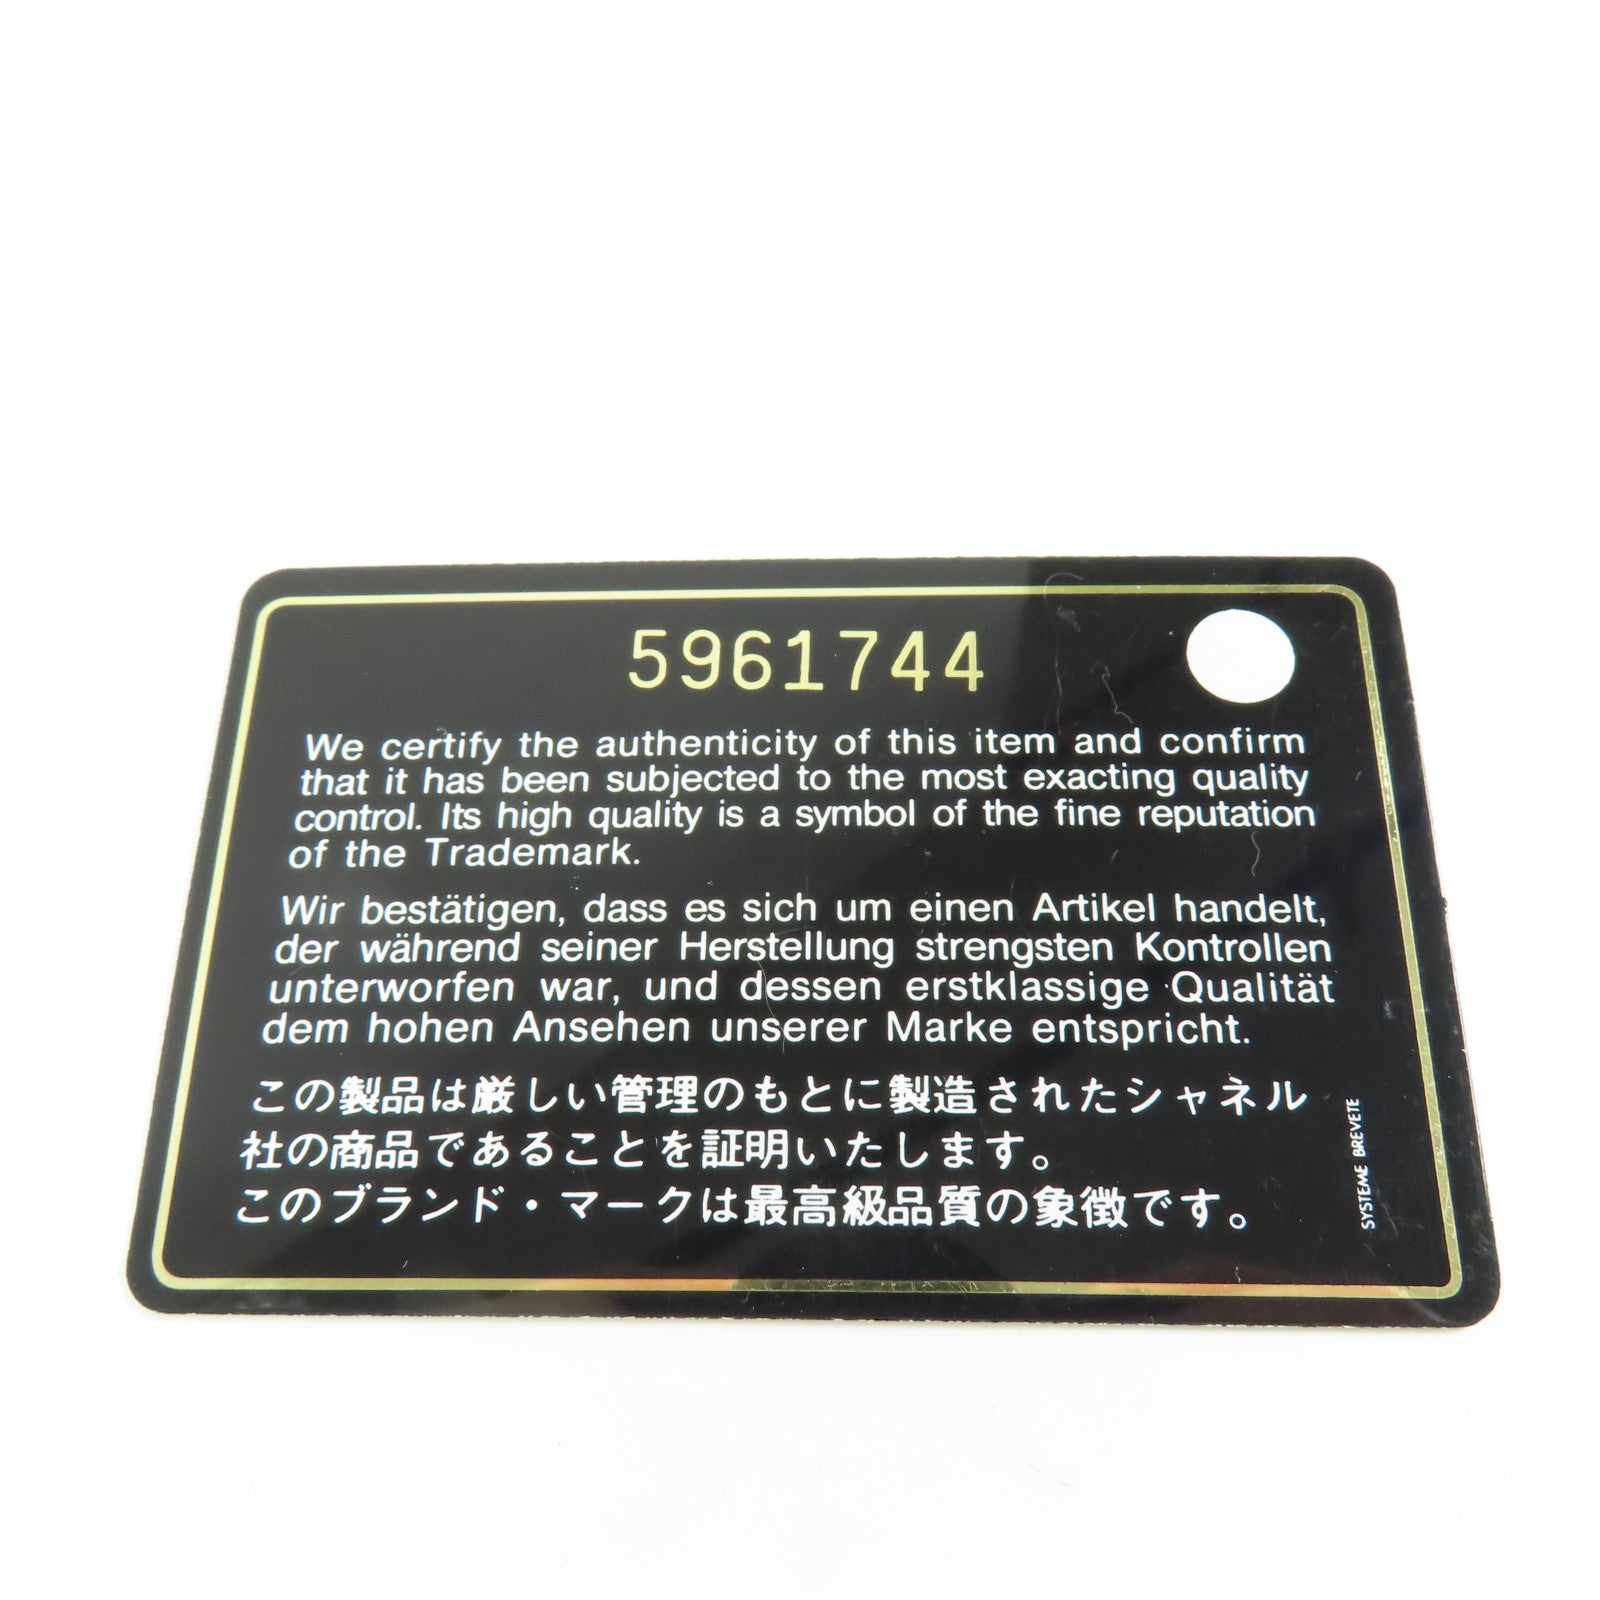 5961744
We certify the authenticity of this item and confirm
that it has been subjected to the most exacting quality
control. Its high quality is a symbol of the fine reputation
of the Trademark.
Wir bestätigen, dass es sich um einen Artikel handelt,
der während seiner Herstellung strengsten Kontrollen
unterworfen war, und dessen erstklassige Qualität
dem hohen Ansehen unserer Marke entspricht.
この製品は厳しい管理のもとに製造されたシャネル
社の商品であることを証明いたします。
このブランド・マークは最高級品質の象徴です。
SYSTEME BREVETE